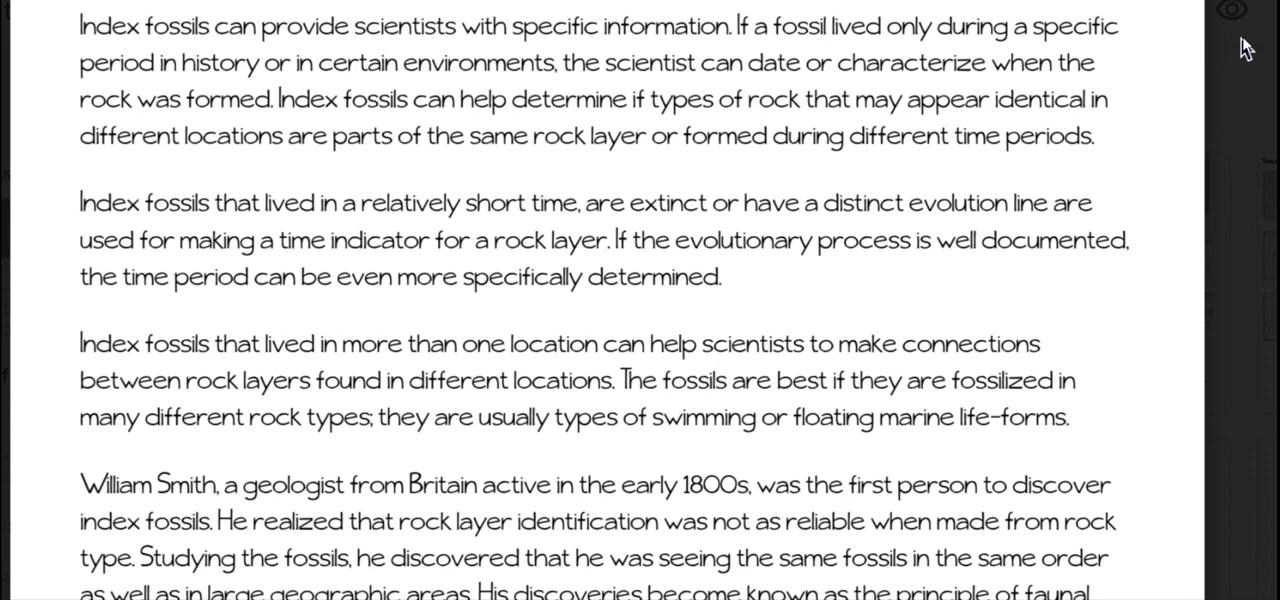 Index fossils can provide scientists with specific information. If a fossil lived only during a specific
period in history or in certain environments, the scientist can date or characterize when the
rock was formed. Index fossils can help determine if types of rock that may appear identical in
different locations are parts of the same rock layer or formed during different time periods.
Index fossils that lived in a relatively short time, are extinct or have a distinct evolution line are
used for making a time indicator for a rock layer. If the evolutionary process is well documented,
the time period can be even more specifically determined.
Index fossils that lived in more than one location can help scientists to make connections
between rock layers found in different locations. The fossils are best if they are fossilized in
many different rock types; they are usually types of swimming or floating marine life-forms.
William Smith, a geologist from Britain active in the early 1800s, was the first person to discover
index fossils. He realized that rock layer identification was not as reliable when made from rock
type. Studying the fossils, he discovered that he was seeing the same fossils in the same order
as well as in large geographic areas. His discoveries become known as the principle of faunal